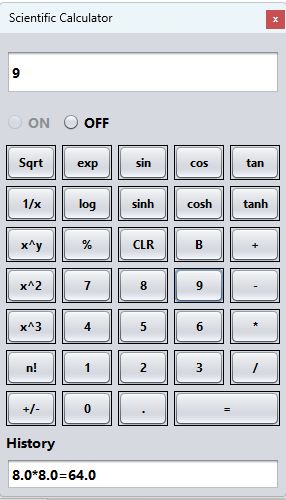 Scientific Calculator x
9
ON OFF
Sqrt exp sin cos tan
1/x log sinh cosh tanh
x^y % CLR B +
x^2 7 8 9 -
x^3 4 5 6 *
n! 1 2 3 /
+/- 0 . =
History
8.0*8.0=64.0